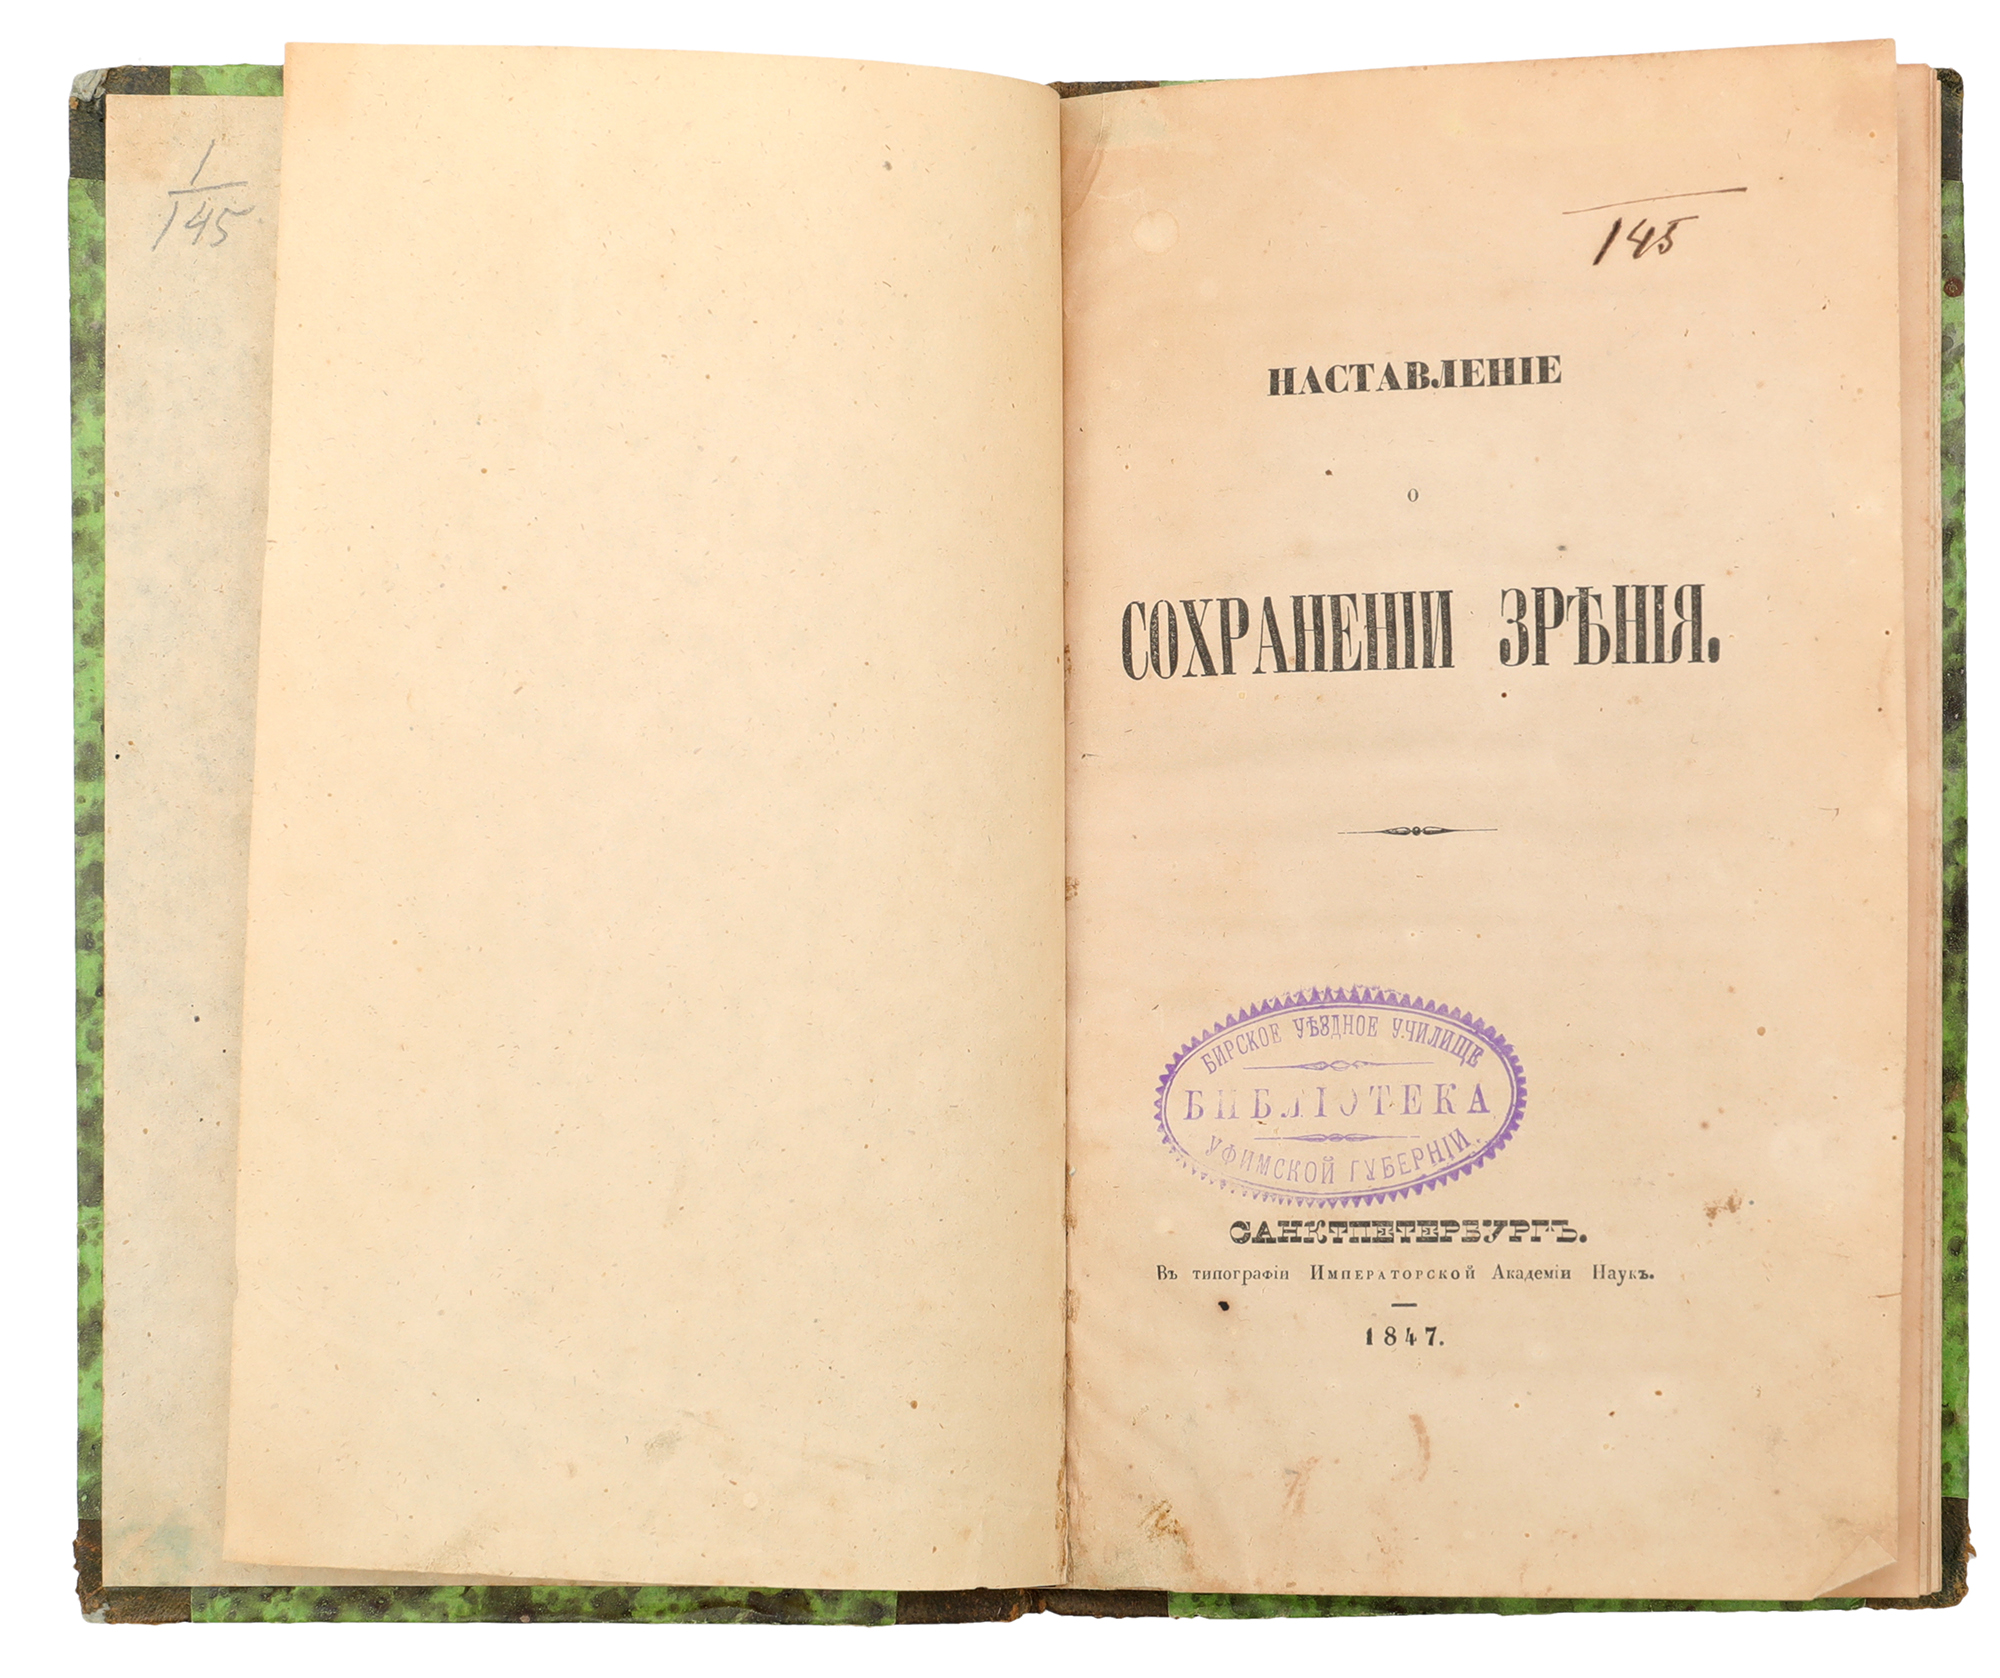 1
145
145
НАСТАВЛЕНІЕ
О
СОХРАНЕНІИ ЗРѢНІЯ.
БИРСКОЕ УѢЗДНОЕ УЧИЛИЩЕ
БИБЛІОТЕКА
УФИМСКОЙ ГУБЕРНІИ
САНКТПЕТЕРБУРГЪ.
Въ типографіи Императорской Академіи Наукъ.
1847.